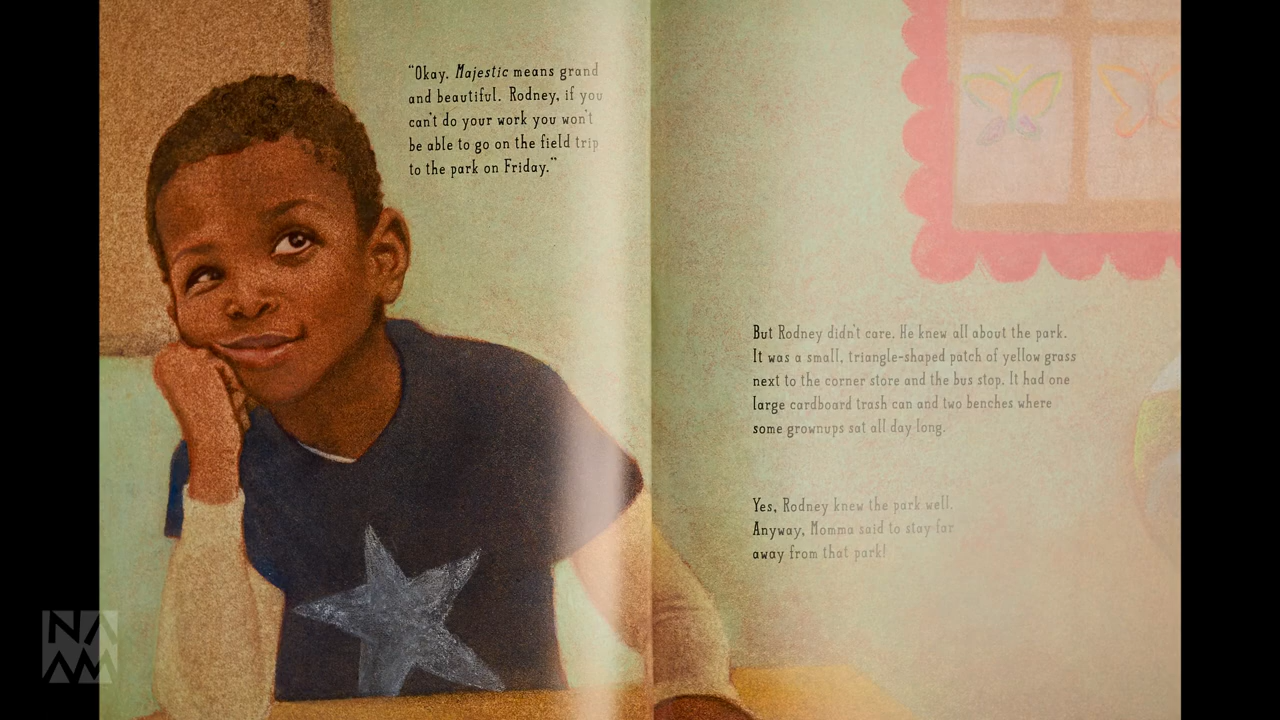 “Okay. Majestic means grand
and beautiful. Rodney, if you
can't do your work you won't
be able to go on the field trip
to the park on Friday.”
But Rodney didn't care. He knew all about the park.
It was a small, triangle-shaped patch of yellow grass
next to the corner store and the bus stop. It had one
large cardboard trash can and two benches where
some grownups sat all day long.
Yes, Rodney knew the park well.
Anyway, Momma said to stay far
away from that park!
NA
AM